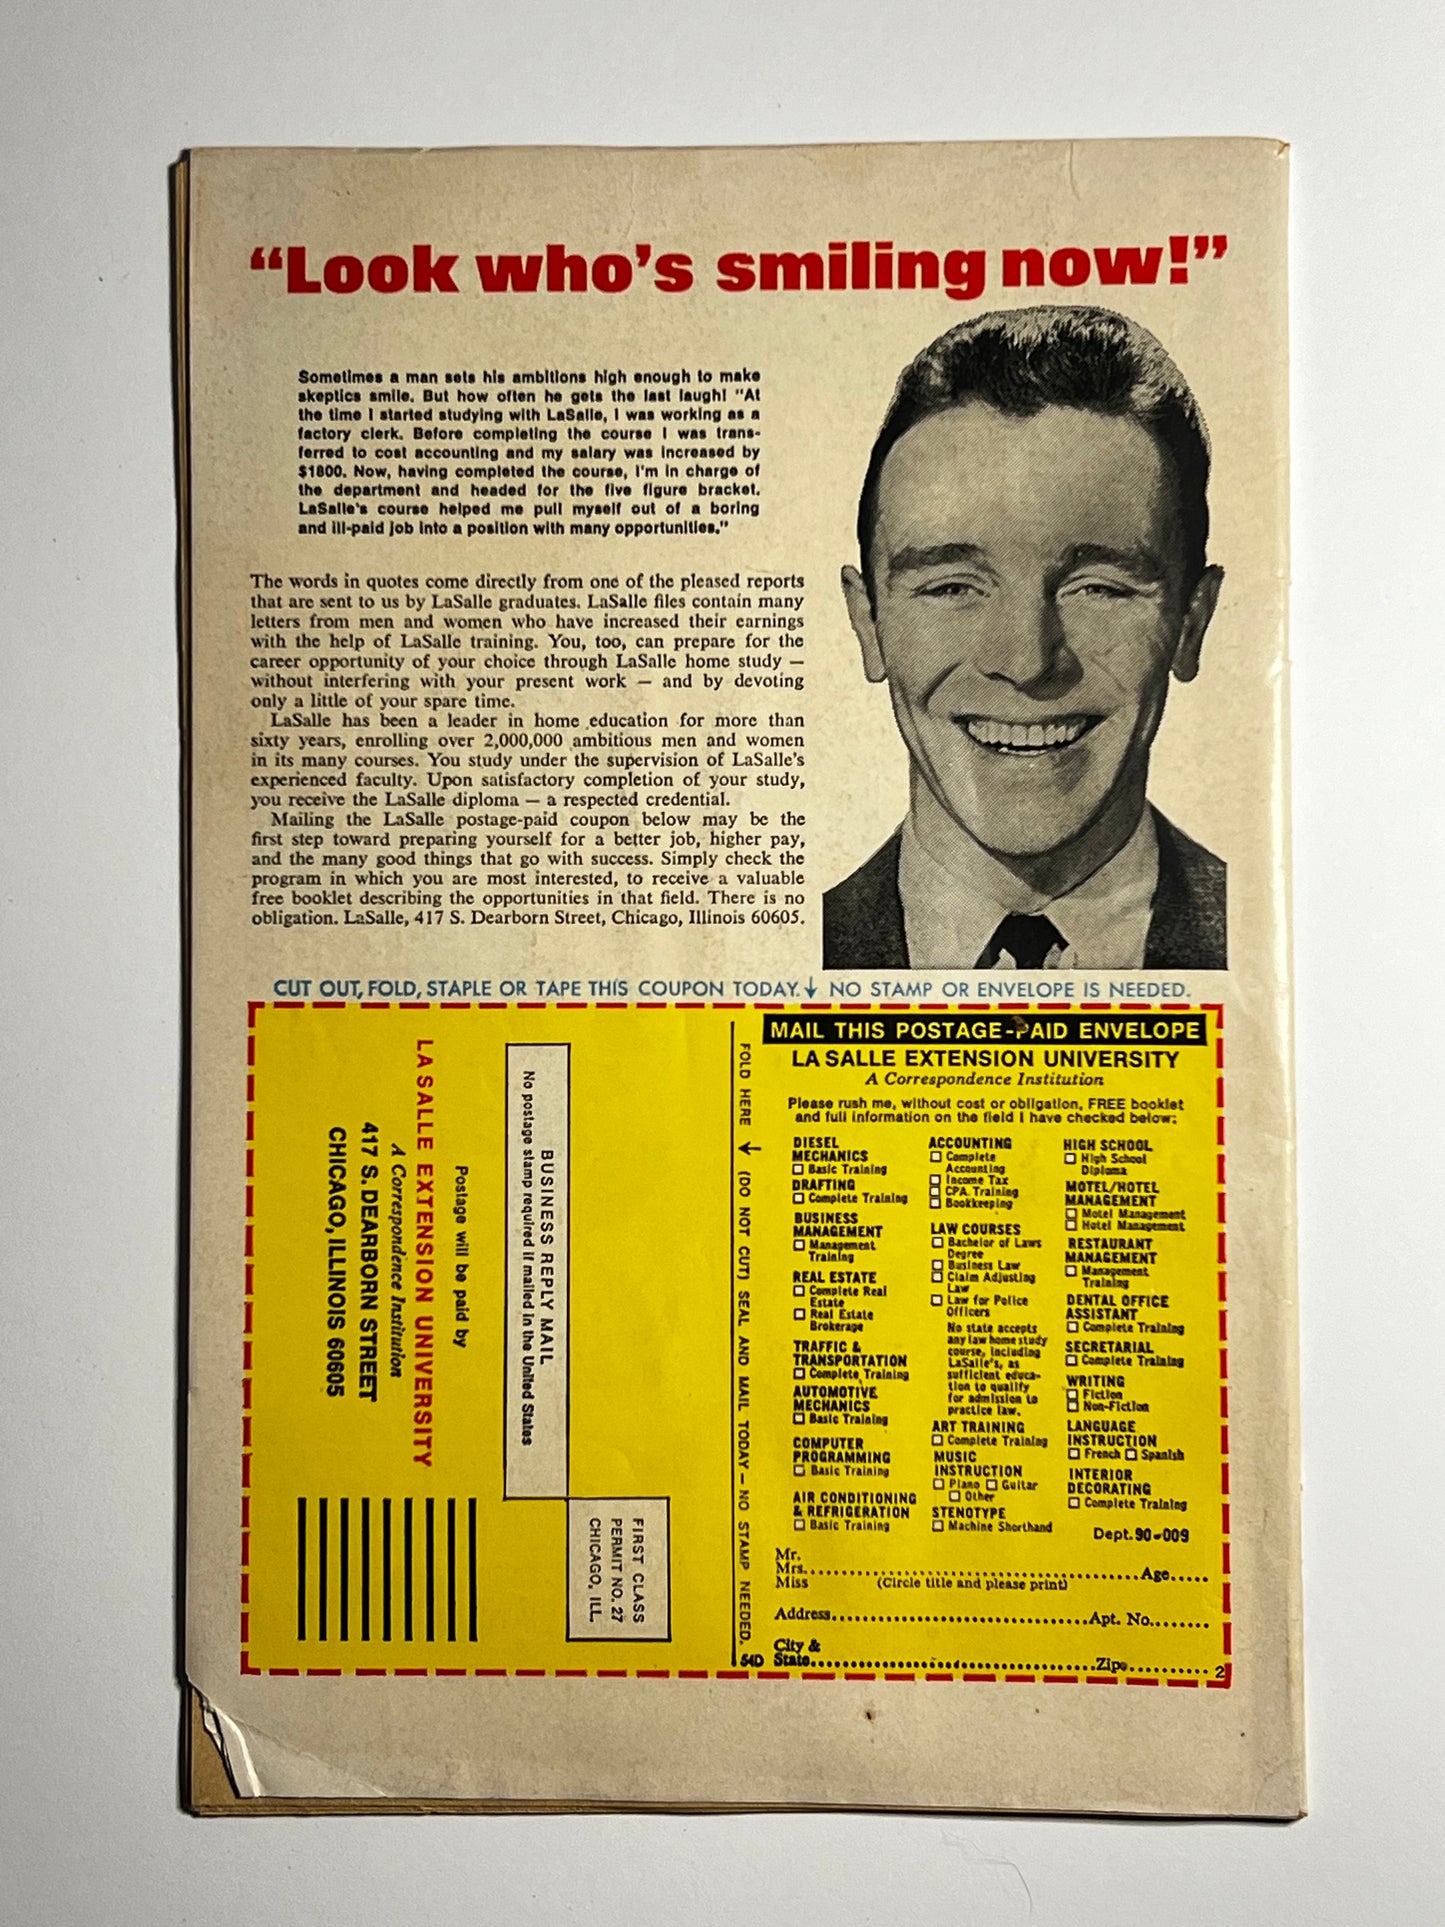 “Look who’s smiling now!”
Sometimes a man sets his ambitions high enough to make
skeptics smile. But how often he gets the last laugh! "At
the time I started studying with LaSalle, I was working as a
factory clerk. Before completing the course I was trans-
ferred to cost accounting and my salary was increased by
$1800. Now, having completed the course, I'm in charge of
the department and headed for the five figure bracket.
LaSalle's course helped me pull myself out of a boring
and ill-paid job into a position with many opportunities."
The words in quotes come directly from one of the pleased reports
that are sent to us by LaSalle graduates. LaSalle files contain many
letters from men and women who have increased their earnings
with the help of LaSalle training. You, too, can prepare for the
career opportunity of your choice through LaSalle home study —
without interfering with your present work — and by devoting
only a little of your spare time.
LaSalle has been a leader in home education for more than
sixty years, enrolling over 2,000,000 ambitious men and women
in its many courses. You study under the supervision of LaSalle's
experienced faculty. Upon satisfactory completion of your study,
you receive the LaSalle diploma — a respected credential.
Mailing the LaSalle postage-paid coupon below may be the
first step toward preparing yourself for a better job, higher pay,
and the many good things that go with success. Simply check the
program in which you are most interested, to receive a valuable
free booklet describing the opportunities in that field. There is no
obligation. LaSalle, 417 S. Dearborn Street, Chicago, Illinois 60605.
CUT OUT, FOLD, STAPLE OR TAPE THIS COUPON TODAY.↓ NO STAMP OR ENVELOPE IS NEEDED.
FIRST CLASS
PERMIT NO. 27
CHICAGO, ILL.
BUSINESS REPLY MAIL
No postage stamp required if mailed in the United States
Postage will be paid by
LA SALLE EXTENSION UNIVERSITY
A Correspondence Institution
417 S. DEARBORN STREET
CHICAGO, ILLINOIS 60605
FOLD HERE ↓ (DO NOT CUT) SEAL AND MAIL TODAY — NO STAMP NEEDED.
54D
MAIL THIS POSTAGE-PAID ENVELOPE
LA SALLE EXTENSION UNIVERSITY
A Correspondence Institution
Please rush me, without cost or obligation, FREE booklet
and full information on the field I have checked below:
DIESEL
MECHANICS
☐ Basic Training
DRAFTING
☐ Complete Training
BUSINESS
MANAGEMENT
☐ Management
Training
REAL ESTATE
☐ Complete Real
Estate
☐ Real Estate
Brokerage
TRAFFIC &
TRANSPORTATION
☐ Complete Training
AUTOMOTIVE
MECHANICS
☐ Basic Training
COMPUTER
PROGRAMMING
☐ Basic Training
AIR CONDITIONING
& REFRIGERATION
☐ Basic Training
ACCOUNTING
☐ Complete
Accounting
☐ Income Tax
☐ CPA Training
☐ Bookkeeping
LAW COURSES
☐ Bachelor of Laws
Degree
☐ Business Law
☐ Claim Adjusting
Law
☐ Law for Police
Officers
No state accepts
any law home study
course, including
LaSalle's, as
sufficient educa-
tion to qualify
for admission to
practice law.
ART TRAINING
☐ Complete Training
MUSIC
INSTRUCTION
☐ Piano ☐ Guitar
☐ Other
STENOTYPE
☐ Machine Shorthand
HIGH SCHOOL
☐ High School
Diploma
MOTEL/HOTEL
MANAGEMENT
☐ Motel Management
☐ Hotel Management
RESTAURANT
MANAGEMENT
☐ Management
Training
DENTAL OFFICE
ASSISTANT
☐ Complete Training
SECRETARIAL
☐ Complete Training
WRITING
☐ Fiction
☐ Non-Fiction
LANGUAGE
INSTRUCTION
☐ French ☐ Spanish
INTERIOR
DECORATING
☐ Complete Training
Dept. 90-009
Mr.
Mrs. Age
Miss (Circle title and please print)
Address Apt. No.
City &
State Zip
2